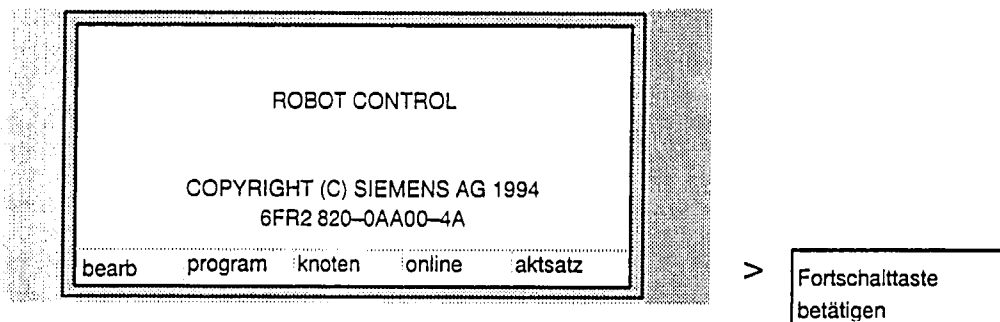 ROBOT CONTROL
COPYRIGHT (C) SIEMENS AG 1994
6FR2 820–0AA00–4A
bearb program knoten online aktsatz
>
Fortschalttaste
betätigen